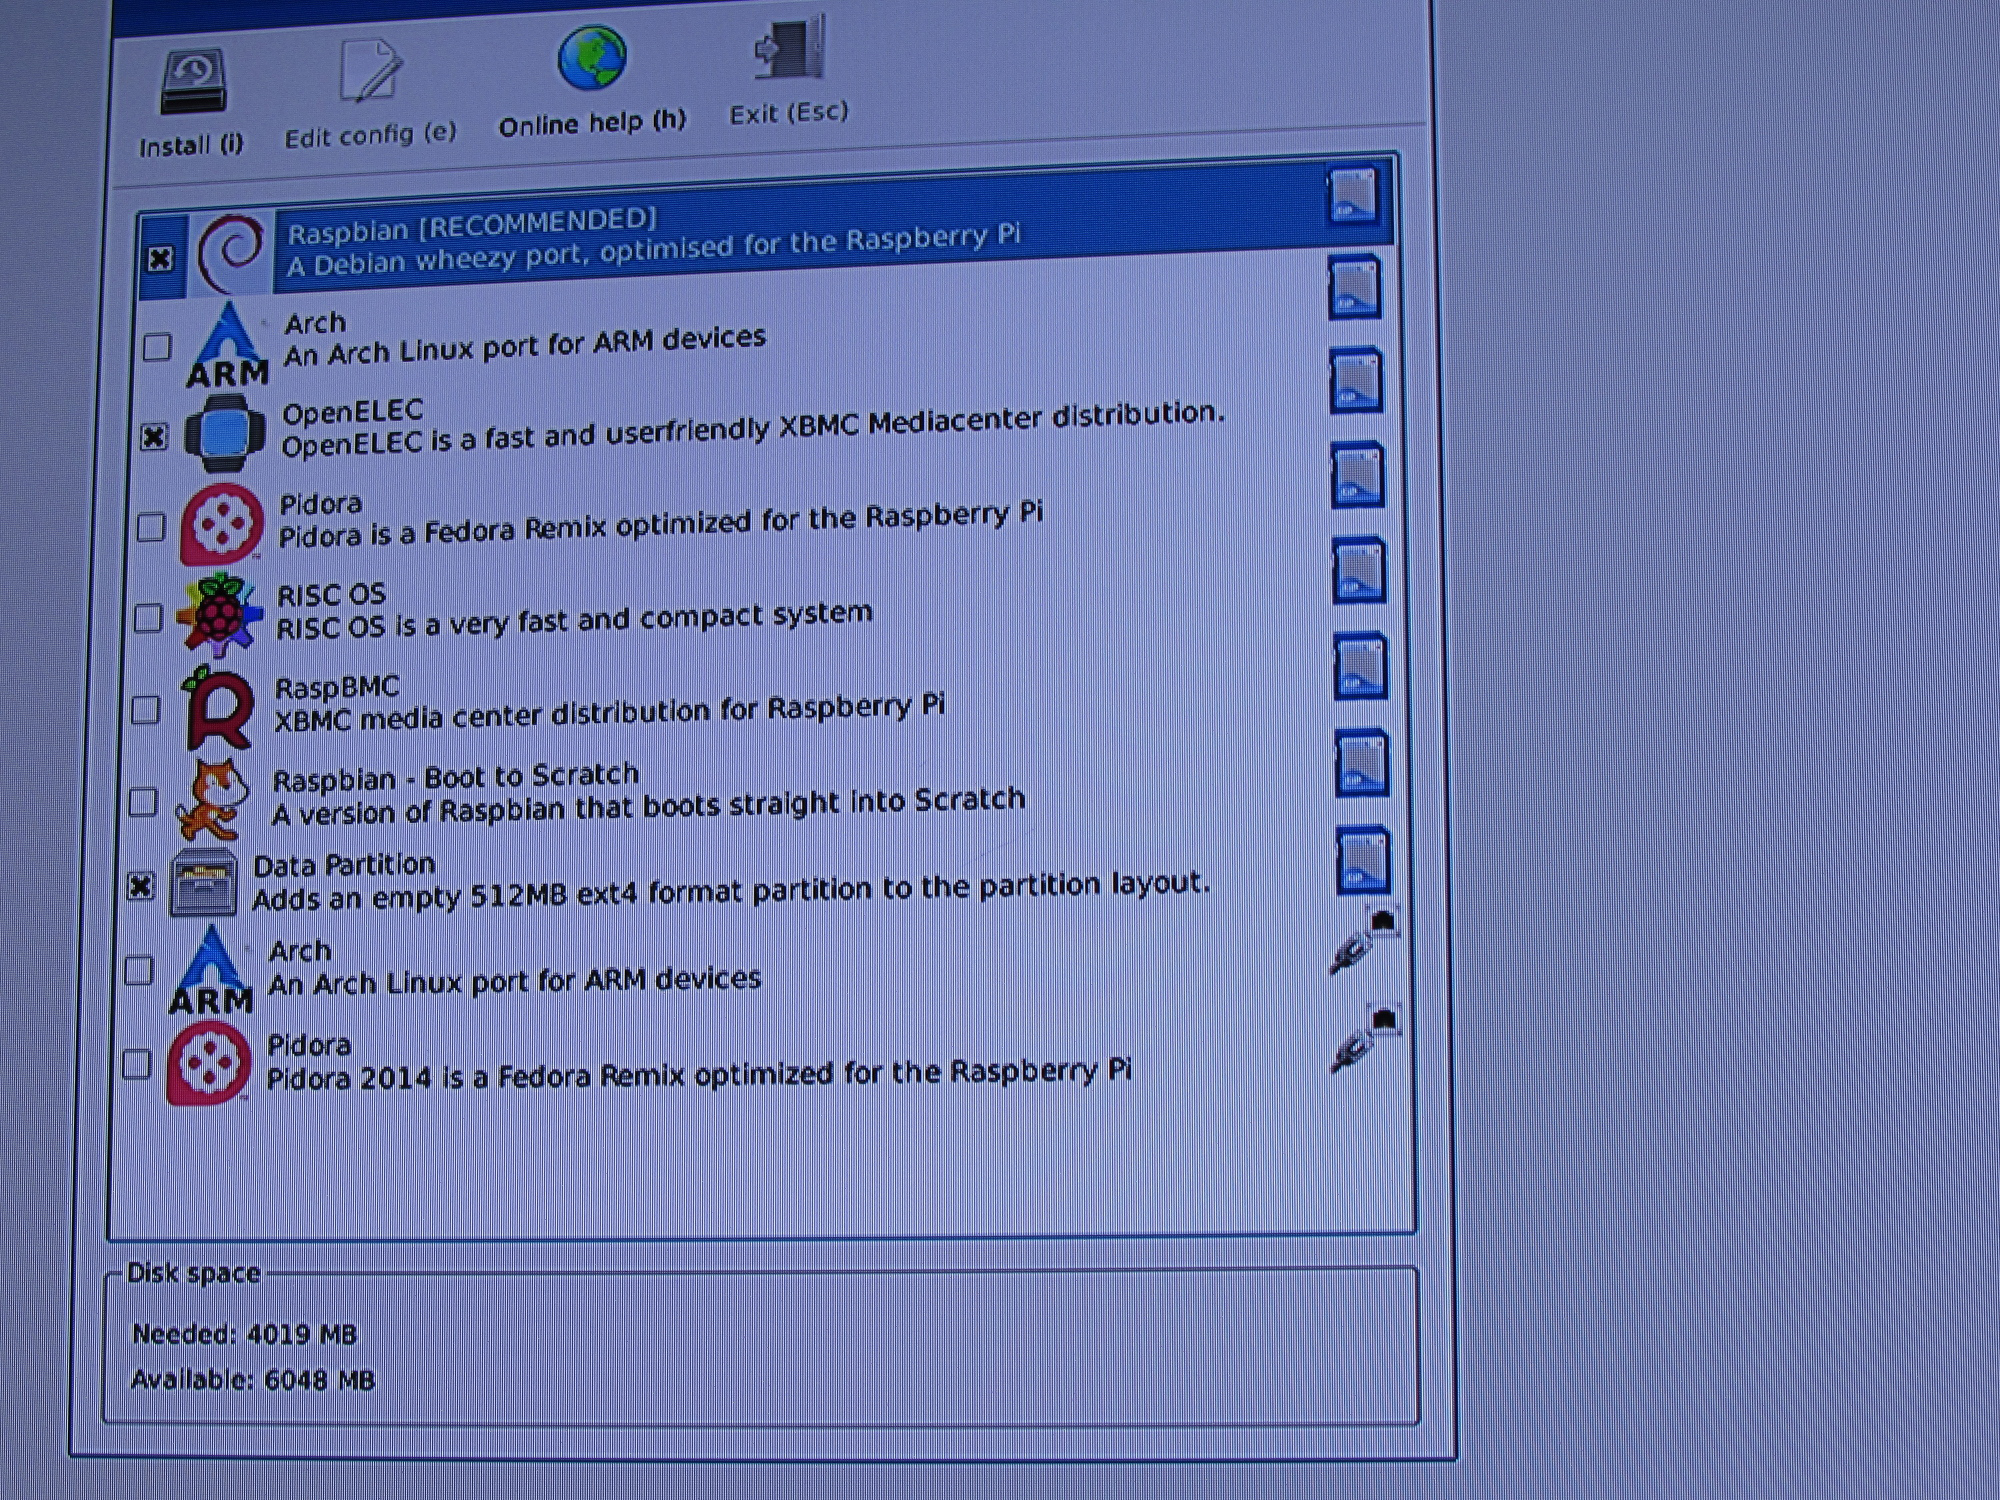 Install (i)
Edit config (e)
Online help (h)
Exit (Esc)
Raspbian [RECOMMENDED]
A Debian wheezy port, optimised for the Raspberry Pi
ARM
Arch
An Arch Linux port for ARM devices
OpenELEC
OpenELEC is a fast and userfriendly XBMC Mediacenter distribution.
Pidora
Pidora is a Fedora Remix optimized for the Raspberry Pi
RISC OS
RISC OS is a very fast and compact system
RaspBMC
XBMC media center distribution for Raspberry Pi
Raspbian - Boot to Scratch
A version of Raspbian that boots straight into Scratch
Data Partition
Adds an empty 512MB ext4 format partition to the partition layout.
ARM
Arch
An Arch Linux port for ARM devices
Pidora
Pidora 2014 is a Fedora Remix optimized for the Raspberry Pi
Disk space
Needed: 4019 MB
Available: 6048 MB